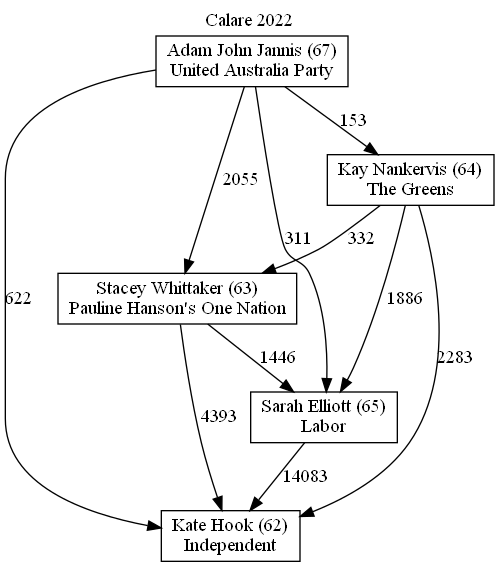 Calare 2022
Adam John Jannis (67)
United Australia Party
153
Kay Nankervis (64)
The Greens
2055
311
332
Stacey Whittaker (63)
Pauline Hanson's One Nation
622
1886
2283
1446
4393
Sarah Elliott (65)
Labor
14083
Kate Hook (62)
Independent